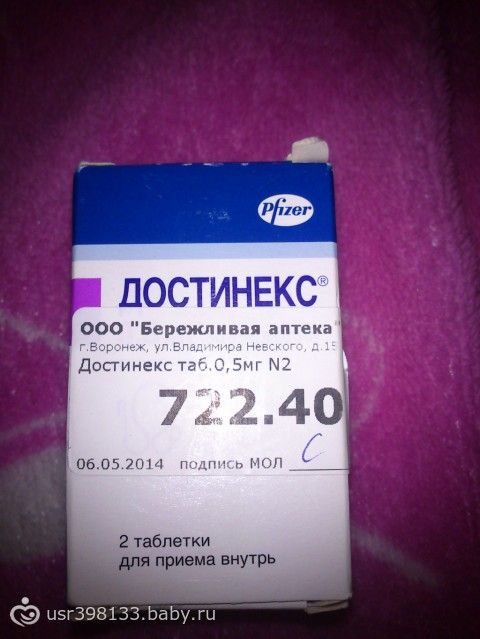 Pfizer
ДОСТИНЕКС®
ООО "Бережливая аптека"
г.Воронеж, ул.Владимира Невского, д.15
Достинекс таб.0,5мг N2
722.40
06.05.2014 подпись МОЛ С
2 таблетки
для приема внутрь
usr398133.baby.ru